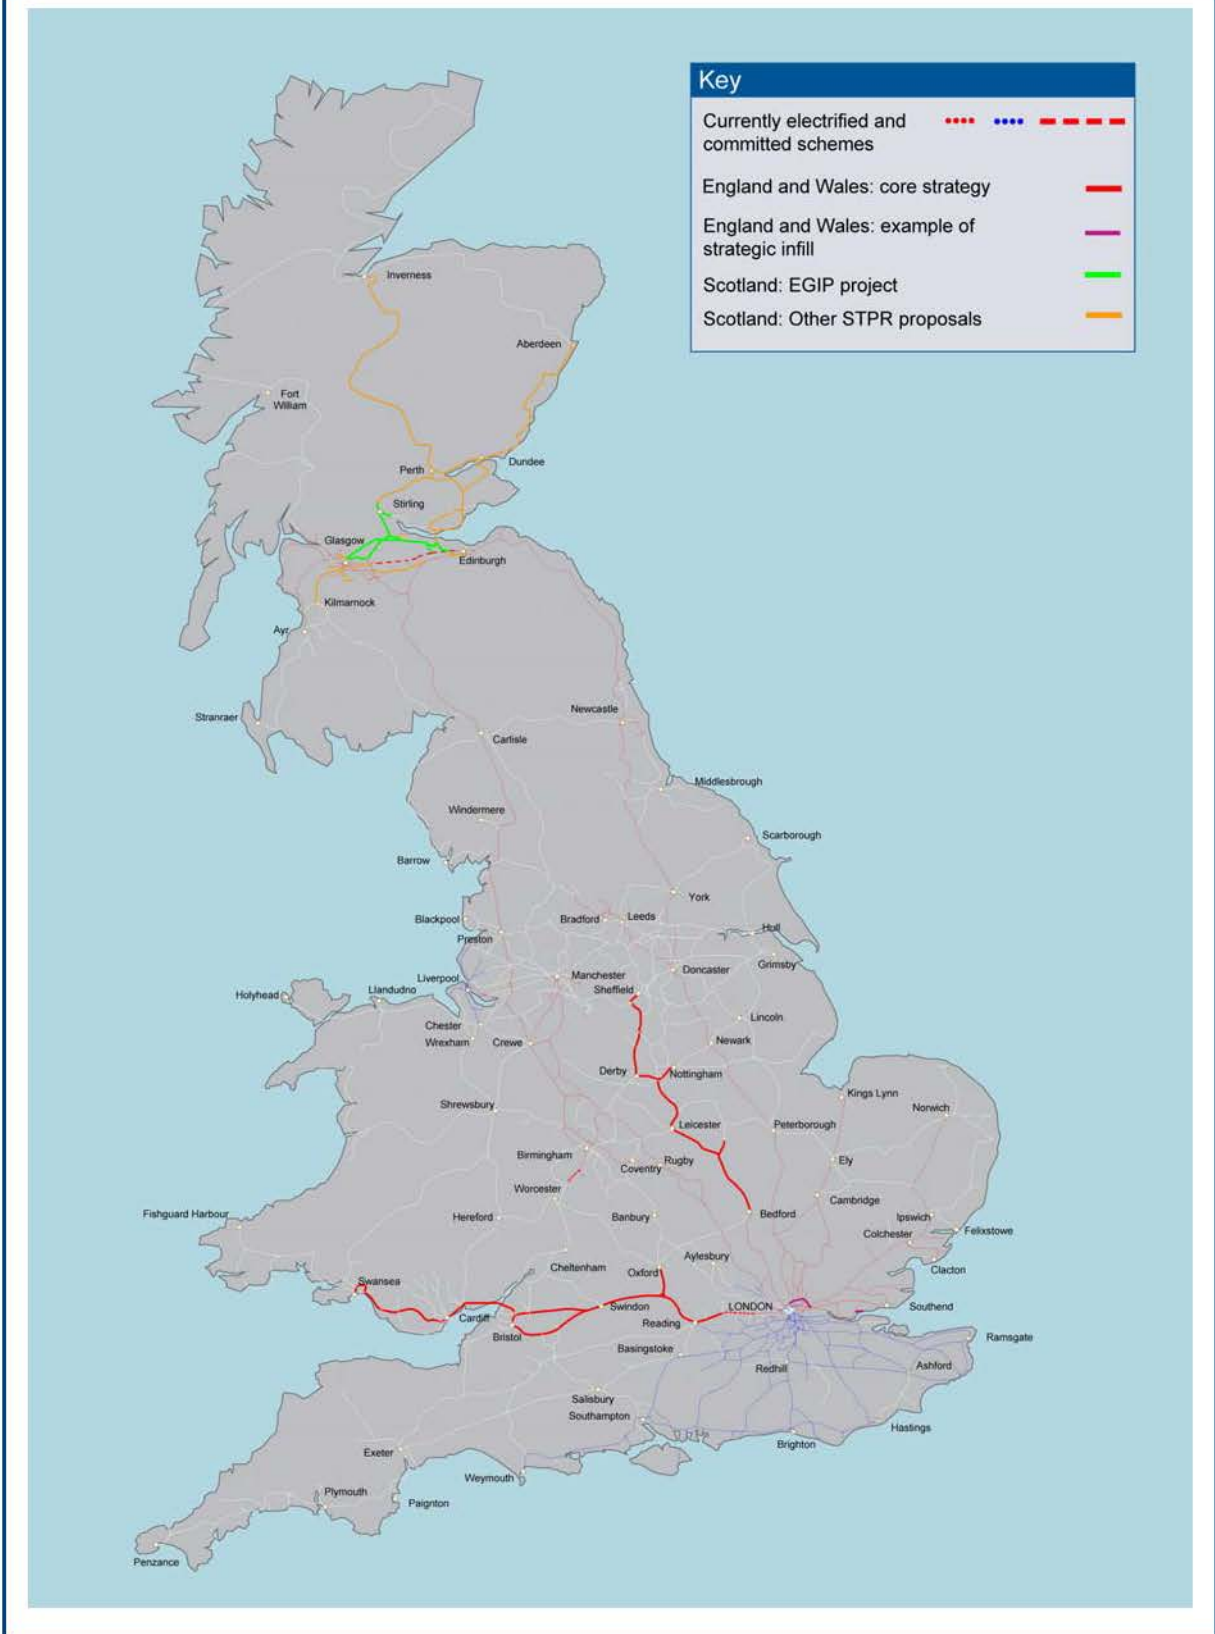 Key
Currently electrified and
committed schemes
England and Wales: core strategy
England and Wales: example of
strategic infill
Scotland: EGIP project
Scotland: Other STPR proposals
Inverness
Aberdeen
Fort
William
Perth
Dundee
Stirling
Glasgow
Edinburgh
Kilmarnock
Ayr
Stranraer
Newcastle
Carlisle
Middlesbrough
Windermere
Scarborough
Barrow
York
Blackpool
Bradford
Leeds
Preston
Hull
Grimsby
Doncaster
Manchester
Liverpool
Sheffield
Holyhead
Llandudno
Lincoln
Chester
Wrexham
Crewe
Newark
Derby
Nottingham
Kings Lynn
Norwich
Shrewsbury
Leicester
Peterborough
Birmingham
Coventry
Rugby
Ely
Worcester
Cambridge
Fishguard Harbour
Hereford
Banbury
Bedford
Ipswich
Felixstowe
Colchester
Aylesbury
Cheltenham
Oxford
Clacton
Swansea
Swindon
LONDON
Southend
Cardiff
Reading
Bristol
Ramsgate
Basingstoke
Redhill
Ashford
Salisbury
Southampton
Hastings
Brighton
Exeter
Weymouth
Plymouth
Paignton
Penzance